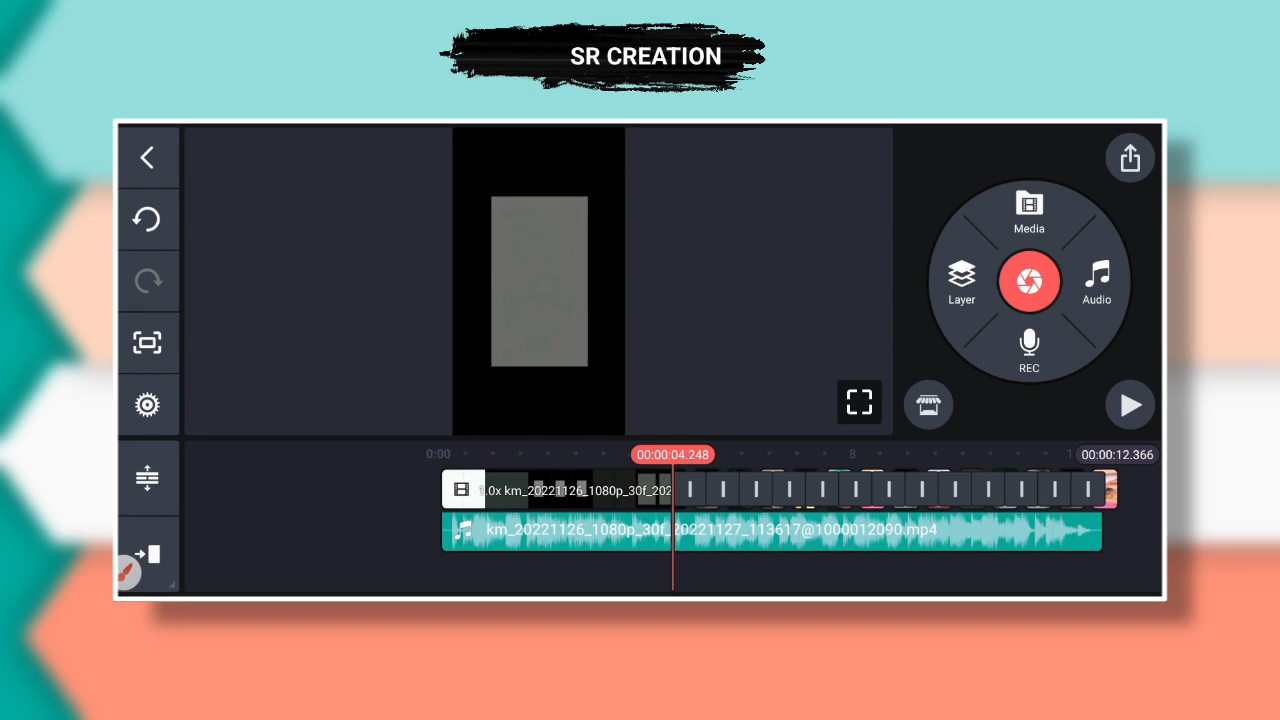 SR CREATION
Media
Layer
Audio
REC
0:00
00:00:04.248
8
00:00:12.366
1.0x km_20221126_1080p_30f_202
km_20221126_1080p_30f_20221127_113617@1000012090.mp4